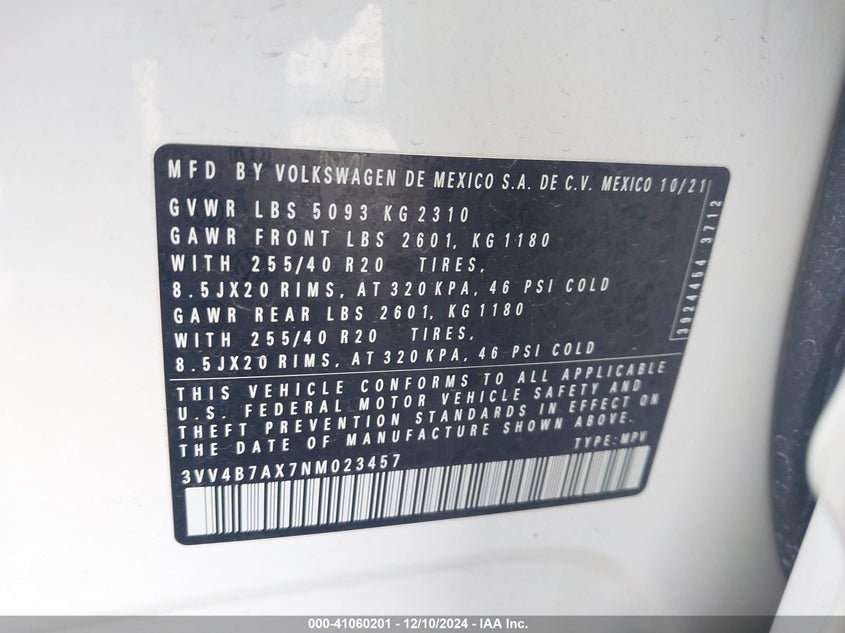 MFD BY VOLKSWAGEN DE MEXICO S.A. DE C.V. MEXICO 10/21
GVWR LBS 5093 KG 2310
GAWR FRONT LBS 2601, KG 1180
WITH 255/40 R20 TIRES,
8.5JX20 RIMS, AT 320 KPA, 46 PSI COLD
GAWR REAR LBS 2601, KG 1180
WITH 255/40 R20 TIRES,
8.5JX20 RIMS, AT 320 KPA, 46 PSI COLD
3924454 3712
THIS VEHICLE CONFORMS TO ALL APPLICABLE
U.S. FEDERAL MOTOR VEHICLE SAFETY AND
THEFT PREVENTION STANDARDS IN EFFECT ON
THE DATE OF MANUFACTURE SHOWN ABOVE.
TYPE: MPV
3VV4B7AX7NM023457
000-41060201 - 12/10/2024 - IAA Inc.